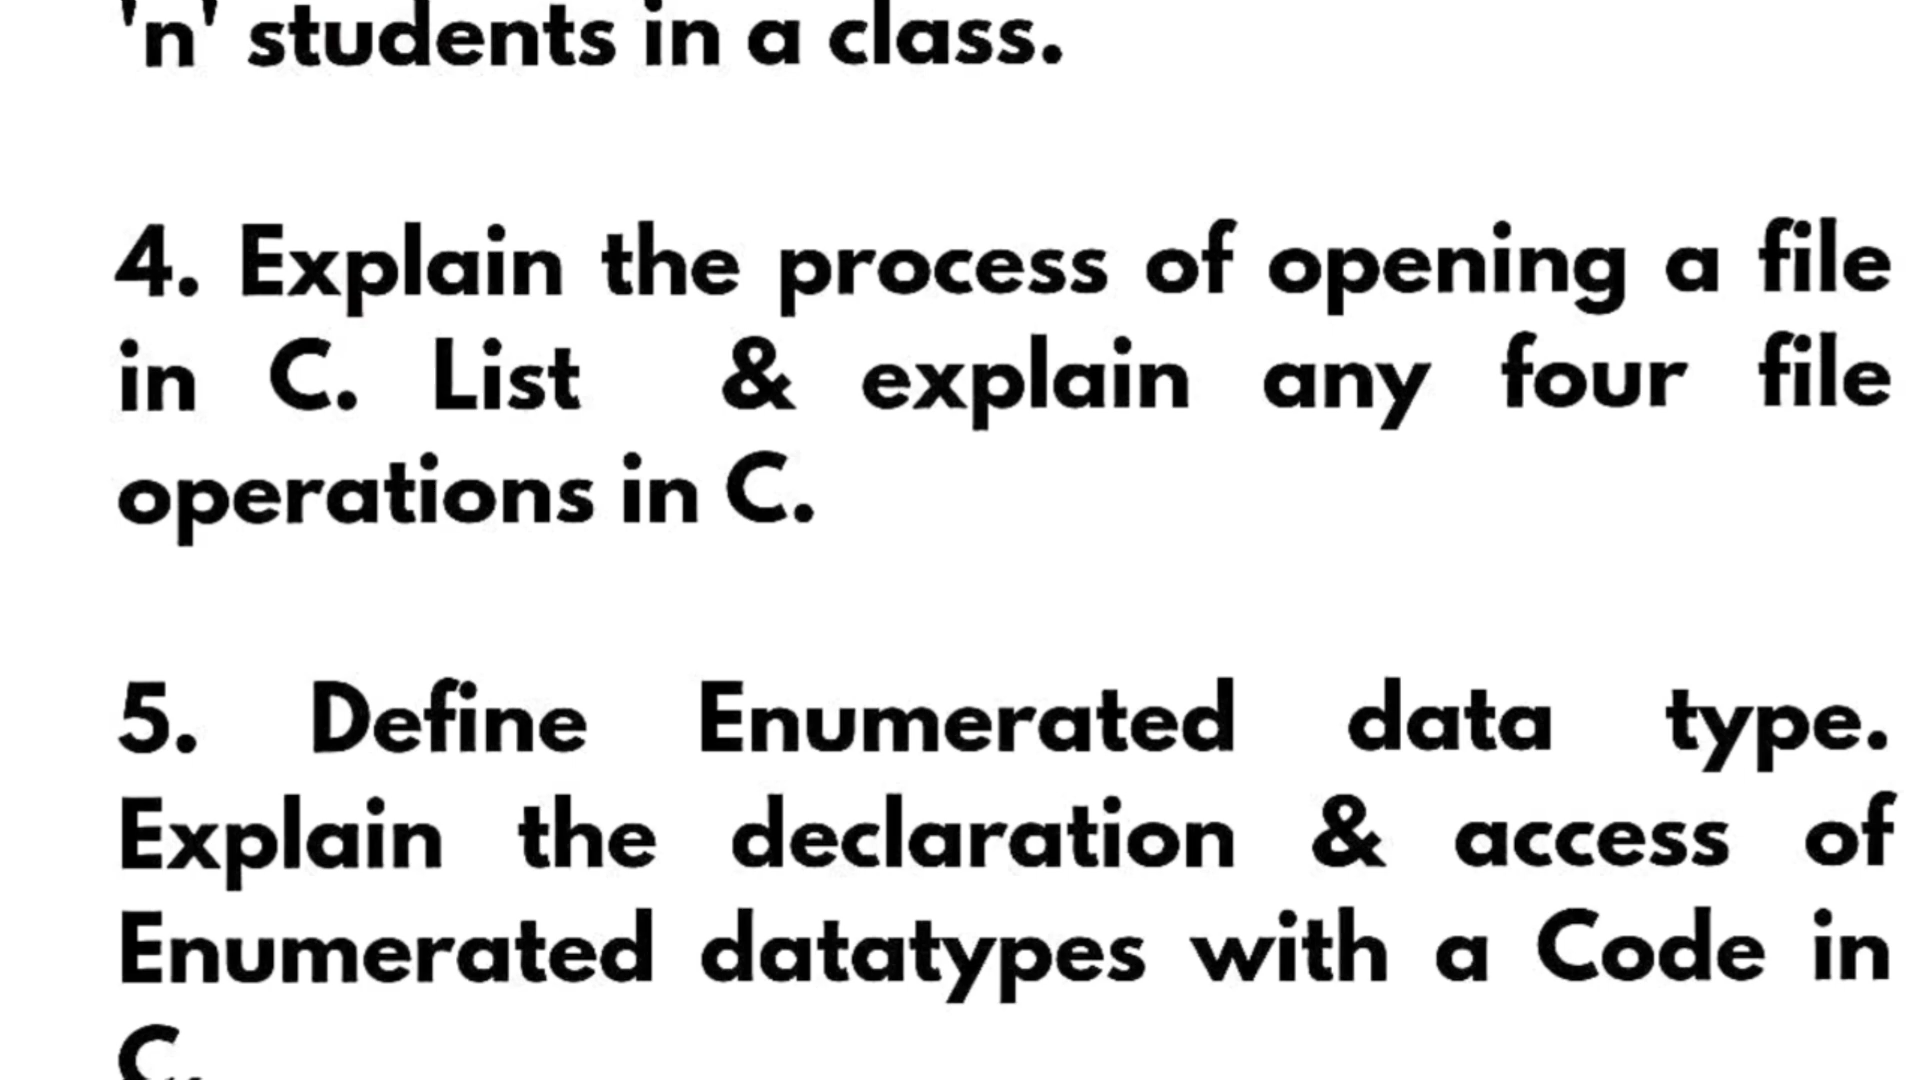 'n' students in a class.
4. Explain the process of opening a file
in C. List & explain any four file
operations in C.
5. Define Enumerated data type.
Explain the declaration & access of
Enumerated datatypes with a Code in
C.